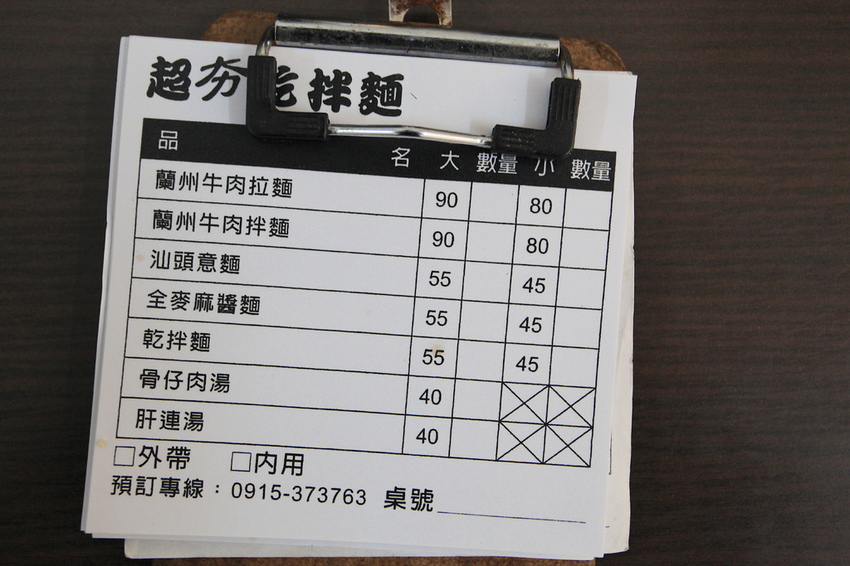 超夯乾拌麵
品名 大 數量 小 數量
蘭州牛肉拉麵 90 80
蘭州牛肉拌麵 90 80
汕頭意麵 55 45
全麥麻醬麵 55 45
乾拌麵 55 45
骨仔肉湯 40
肝連湯 40
□外帶 □內用
預訂專線：0915-373763 桌號